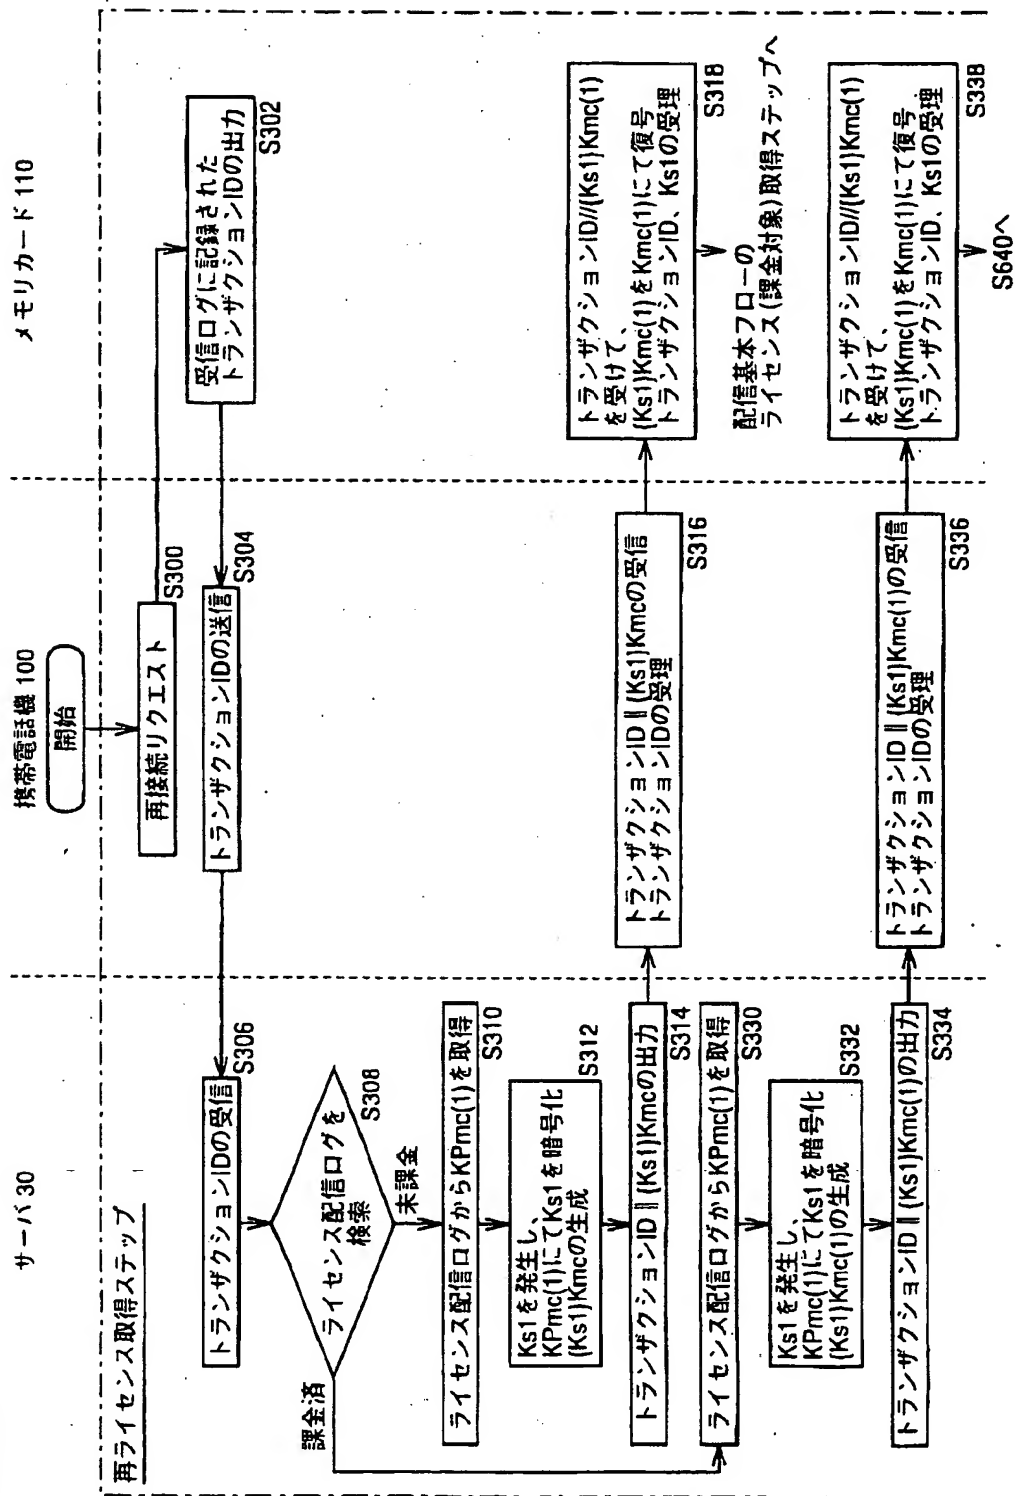 再ライセンス取得ステップ
サーバ 30
携帯電話機 100
メモリカード 110
開始
再接続リクエスト
S300
受信ログに記録された
トランザクションIDの出力
S302
トランザクションIDの送信
S304
トランザクションIDの受信
S306
ライセンス配信ログを
検索
S308
課金済
未課金
ライセンス配信ログからKPmc(1)を取得
S310
Ks1を発生し、
KPmc(1)にてKs1を暗号化
{Ks1}Kmcの生成
S312
トランザクションID∥{Ks1}Kmcの出力
S314
トランザクションID∥{Ks1}Kmcの受信
トランザクションIDの受理
S316
トランザクションID//{Ks1}Kmc(1)
を受けて、
{Ks1}Kmc(1)をKmc(1)にて復号
トランザクションID、Ks1の受理
S318
配信基本フローの
ライセンス(課金対象)取得ステップへ
ライセンス配信ログからKPmc(1)を取得
S330
Ks1を発生し、
KPmc(1)にてKs1を暗号化
{Ks1}Kmc(1)の生成
S332
トランザクションID∥{Ks1}Kmc(1)の出力
S334
トランザクションID∥{Ks1}Kmc(1)の受信
トランザクションIDの受理
S336
トランザクションID//{Ks1}Kmc(1)
を受けて、
{Ks1}Kmc(1)をKmc(1)にて復号
トランザクションID、Ks1の受理
S338
S640へ